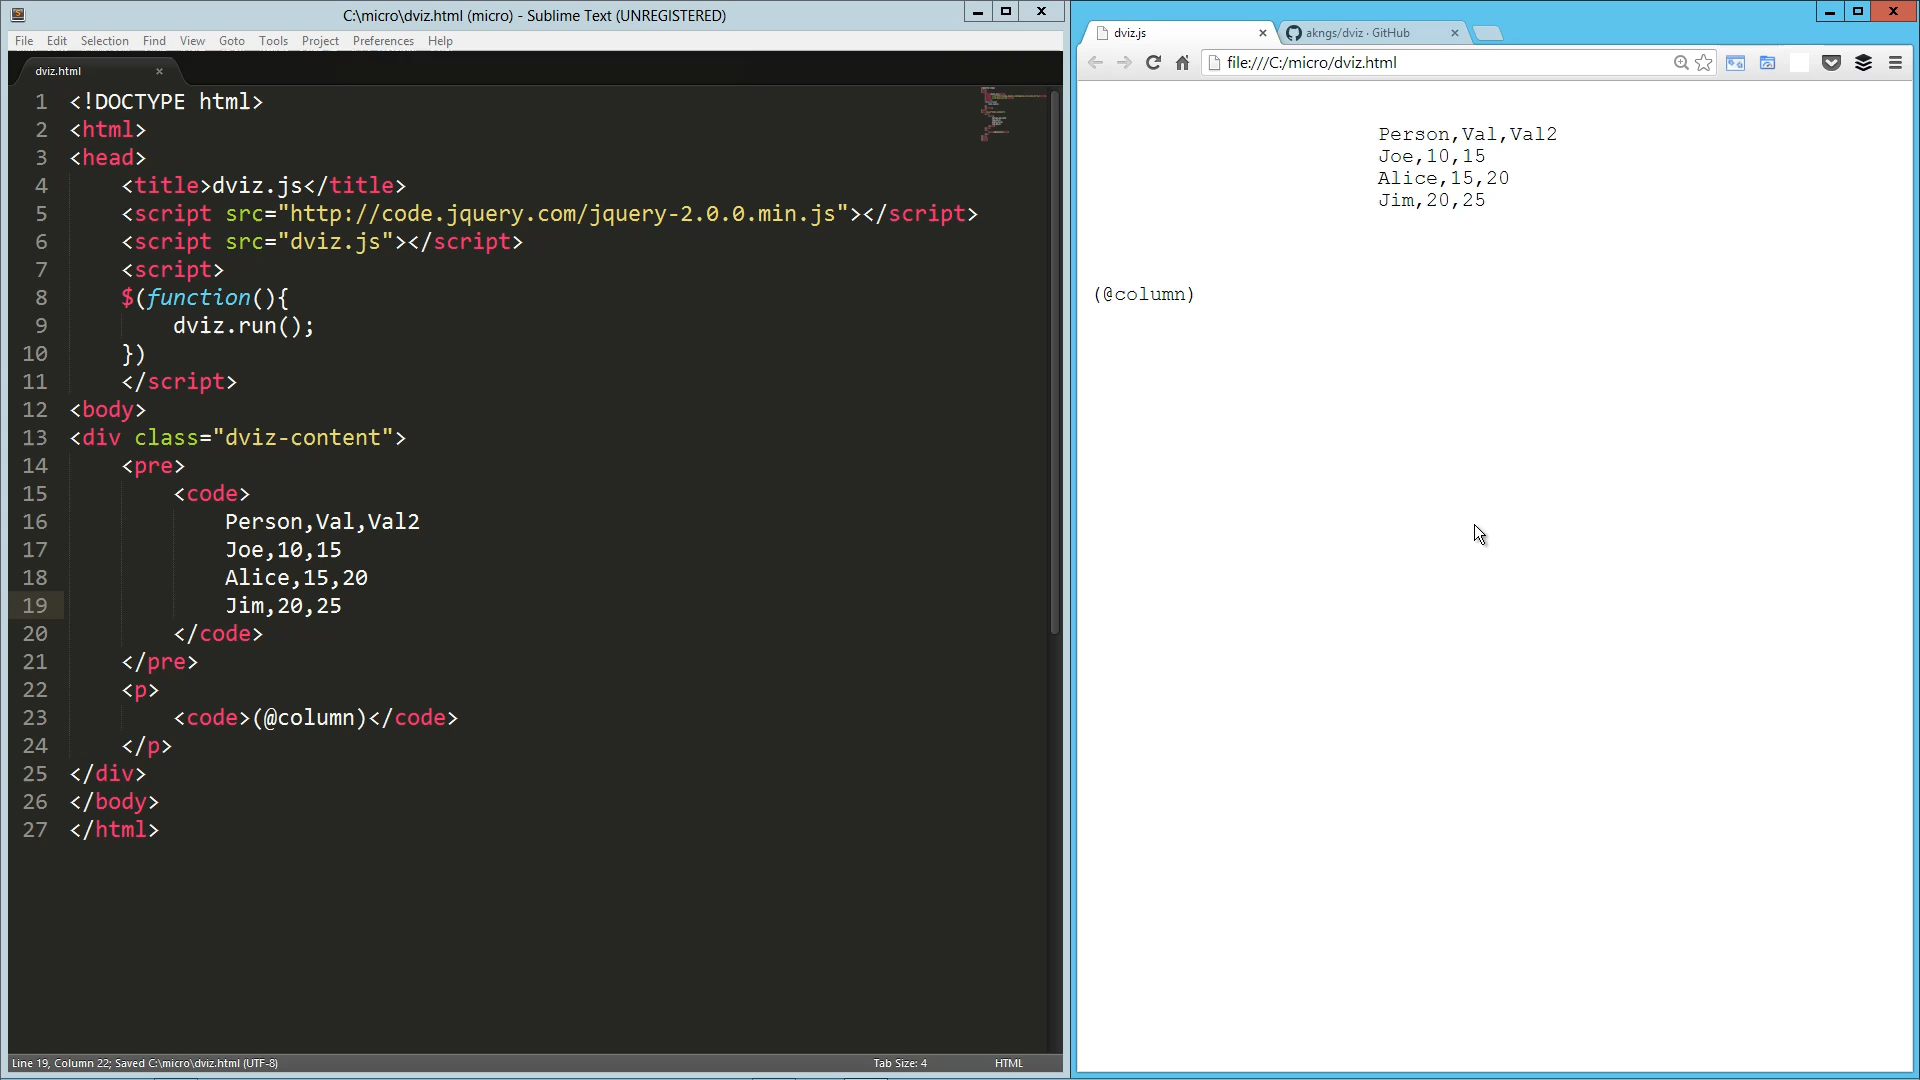 C:\micro\dviz.html (micro) - Sublime Text (UNREGISTERED)
File Edit Selection Find View Goto Tools Project Preferences Help
dviz.html
1 <!DOCTYPE html>
2 <html>
3 <head>
4 <title>dviz.js</title>
5 <script src="http://code.jquery.com/jquery-2.0.0.min.js"></script>
6 <script src="dviz.js"></script>
7 <script>
8 $(function(){
9 dviz.run();
10 })
11 </script>
12 <body>
13 <div class="dviz-content">
14 <pre>
15 <code>
16 Person,Val,Val2
17 Joe,10,15
18 Alice,15,20
19 Jim,20,25
20 </code>
21 </pre>
22 <p>
23 <code>(@column)</code>
24 </p>
25 </div>
26 </body>
27 </html>
Line 19, Column 22; Saved C:\micro\dviz.html (UTF-8)
Tab Size: 4
HTML
dviz.js
akngs/dviz · GitHub
file:///C:/micro/dviz.html
Person,Val,Val2
Joe,10,15
Alice,15,20
Jim,20,25
(@column)